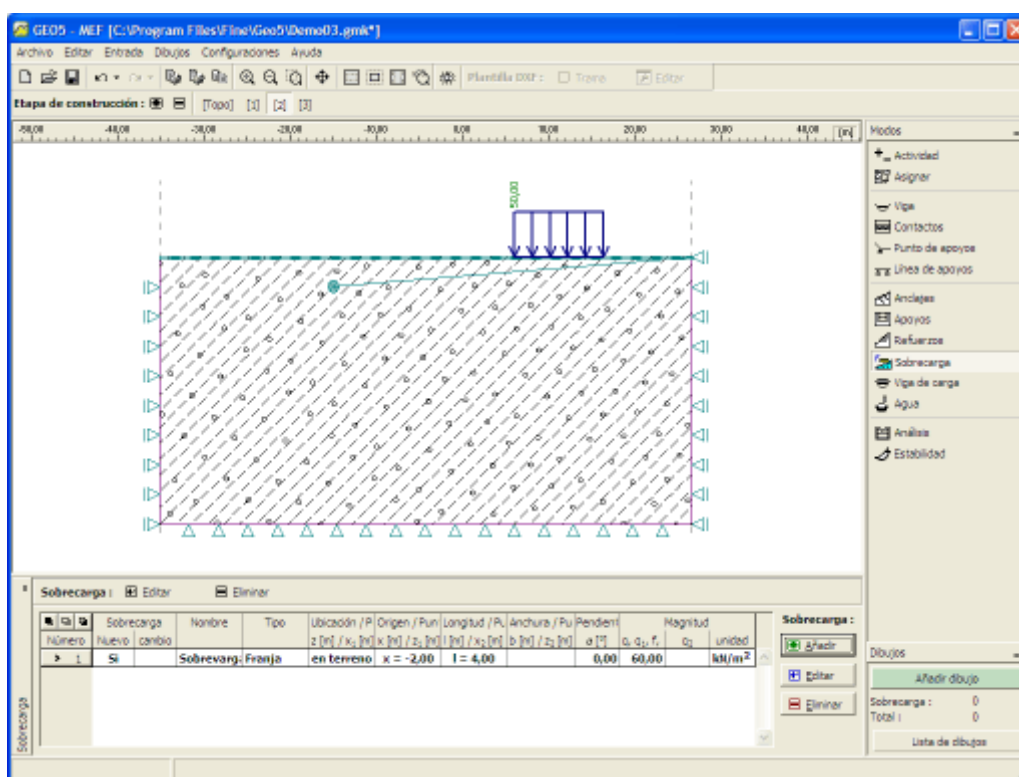 GEO5 - MEF [C:\Program Files\Fine\Geo5\Demo03.gmk*]
Archivo Editar Entrada Dibujos Configuraciones Ayuda
Plantilla DXF : Editar
Etapa de construcción : [Topo] [1] [2] [3]
-50,00 -40,00 -30,00 -20,00 -10,00 0,00 10,00 20,00 30,00 40,00 [m]
50,00
Modos
Actividad
Asignar
Viga
Contactos
Punto de apoyos
Línea de apoyos
Anclajes
Apoyos
Refuerzos
Sobrecarga
Viga de carga
Agua
Análisis
Estabilidad
Sobrecarga : Editar Eliminar
Sobrecarga Nombre Tipo Ubicación / P Origen / Pun Longitud / Pu Anchura / Pu Pendient Magnitud
Número Nuevo cambio z [m] / x₁ [m] x [m] / z₁ [m] l [m] / x₂ [m] b [m] / z₂ [m] α [°] q, q₁, f, q₂ unidad
1 Si Sobrevarg Franja en terreno x = -2,00 l = 4,00 0,00 60,00 kN/m²
Sobrecarga :
Añadir
Editar
Eliminar
Sobrecarga
Dibujos
Añadir dibujo
Sobrecarga : 0
Total : 0
Lista de dibujos